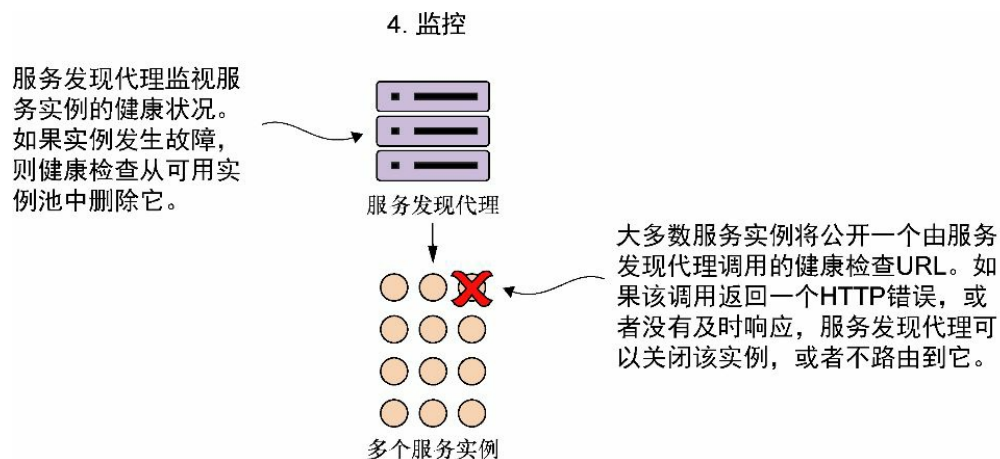 4. 监控
服务发现代理监视服
务实例的健康状况。
如果实例发生故障，
则健康检查从可用实
例池中删除它。
服务发现代理
大多数服务实例将公开一个由服务
发现代理调用的健康检查URL。如
果该调用返回一个HTTP错误，或
者没有及时响应，服务发现代理可
以关闭该实例，或者不路由到它。
多个服务实例